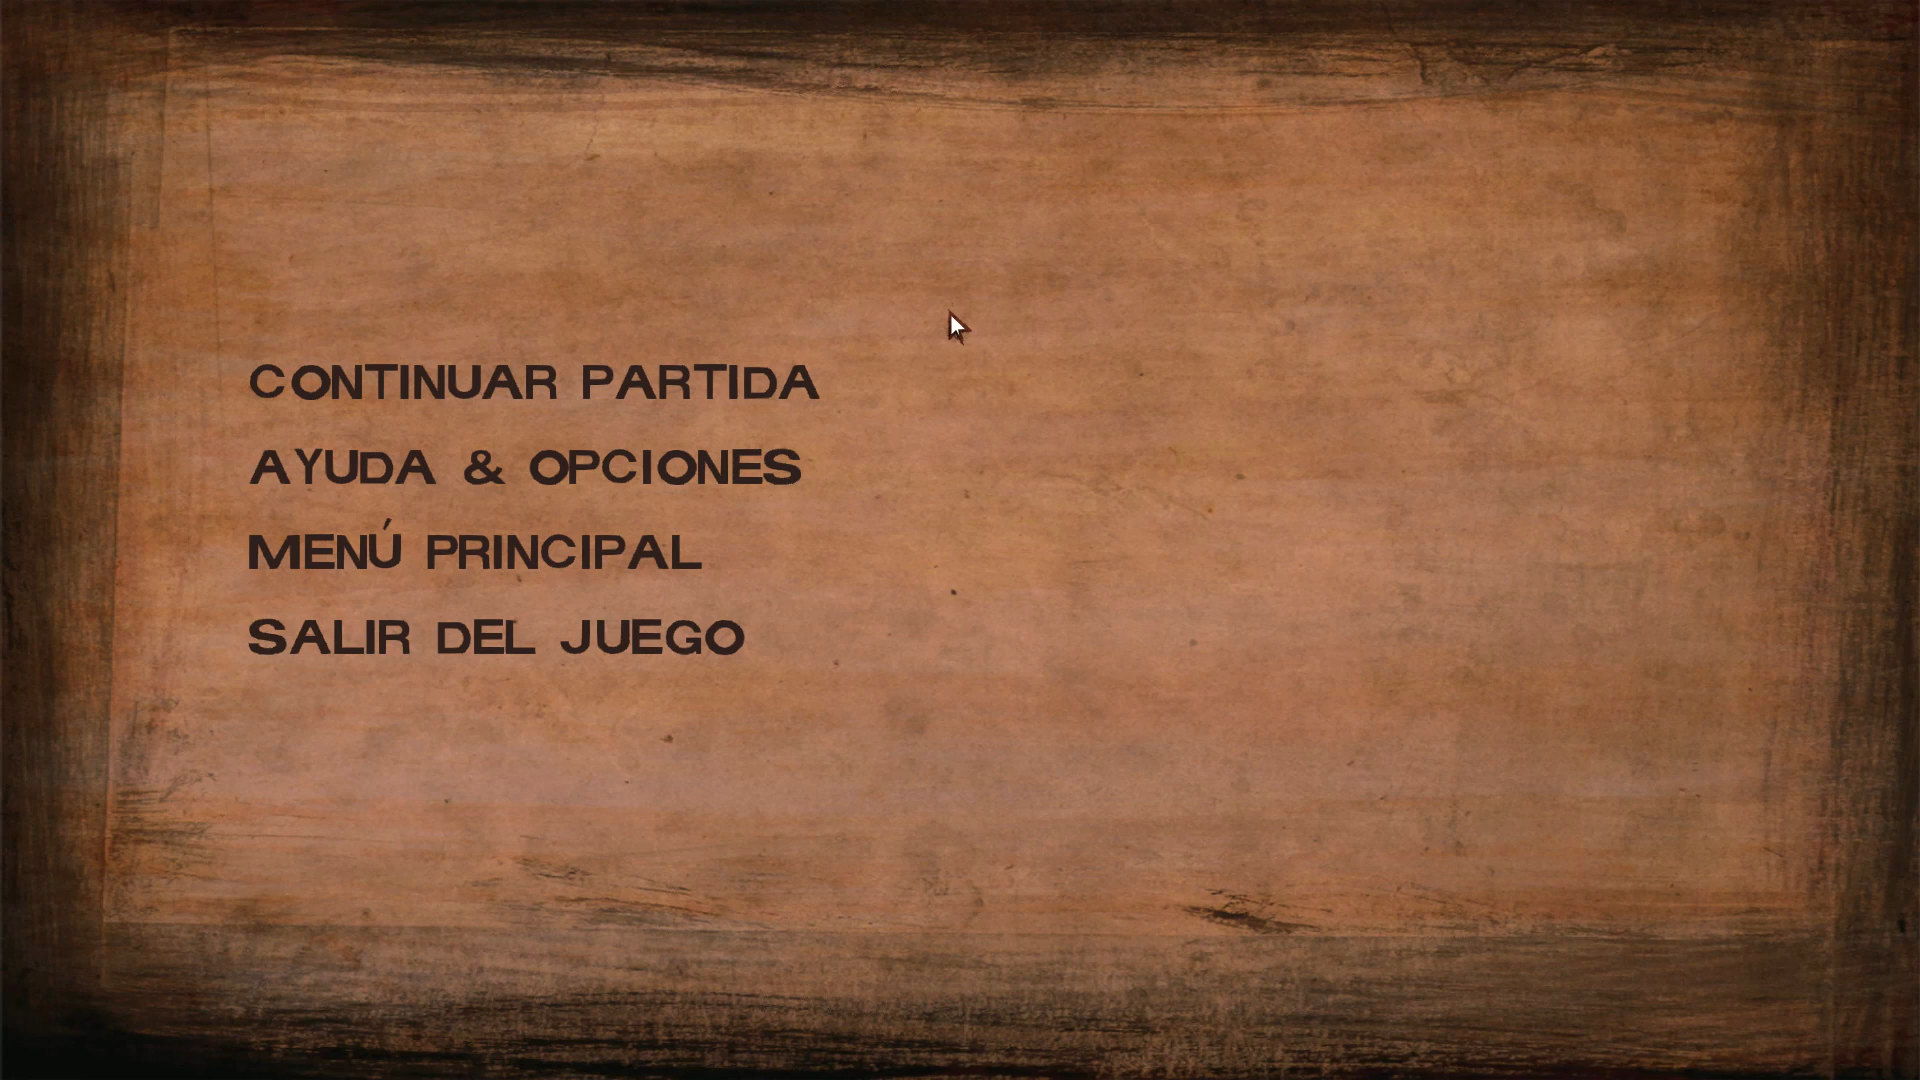 CONTINUAR PARTIDA
AYUDA & OPCIONES
MENÚ PRINCIPAL
SALIR DEL JUEGO